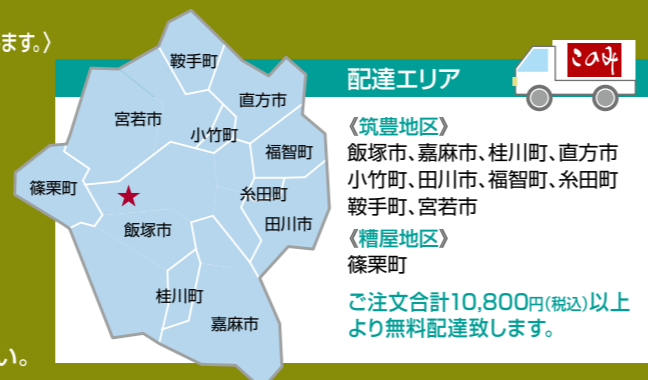 ます。〉
鞍手町
直方市
宮若市
小竹町
福智町
篠栗町
糸田町
飯塚市
田川市
桂川町
嘉麻市
い。
配達エリア
このみ
《筑豊地区》
飯塚市、嘉麻市、桂川町、直方市
小竹町、田川市、福智町、糸田町
鞍手町、宮若市
《糟屋地区》
篠栗町
ご注文合計10,800円(税込)以上
より無料配達致します。